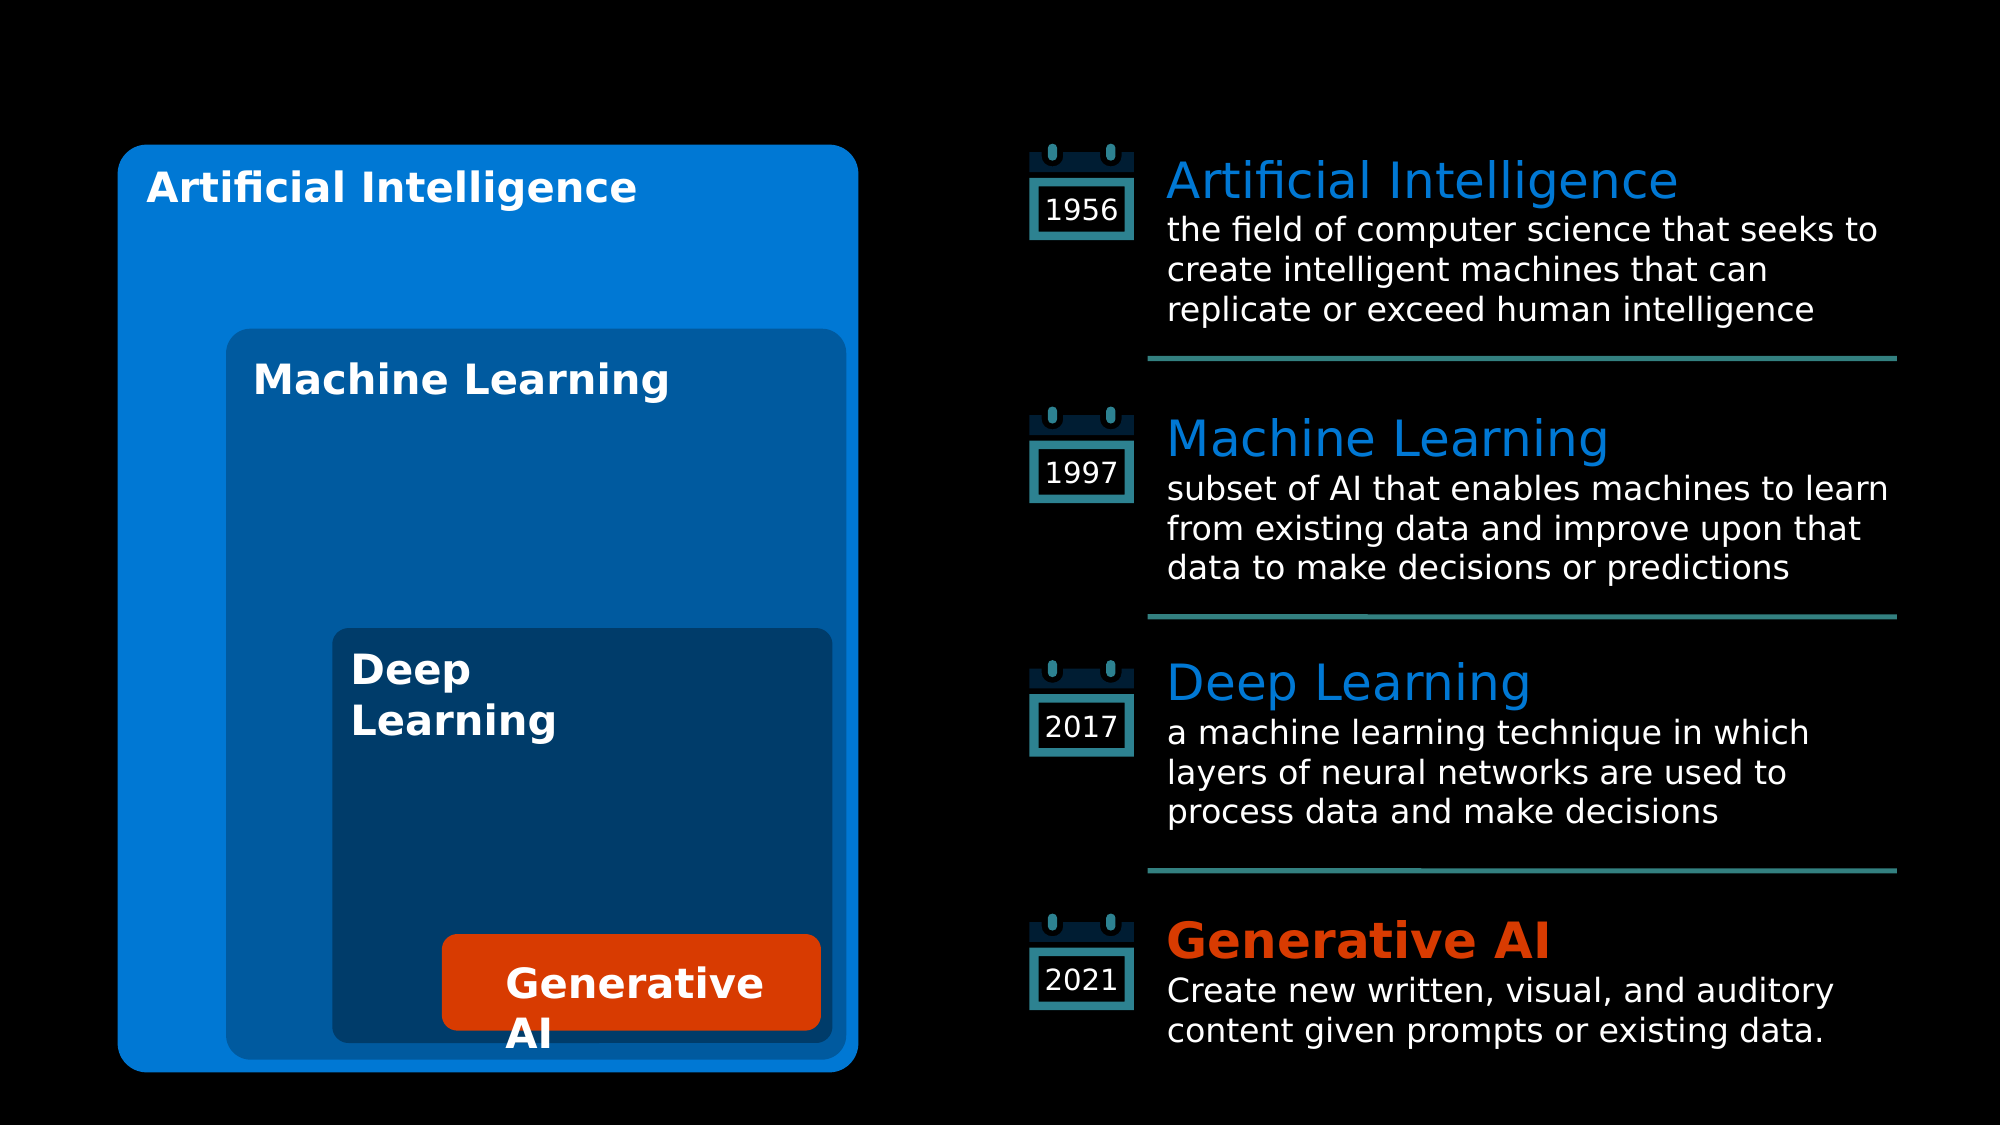 Artificial Intelligence
Machine Learning
Deep
Learning
Generative
AI
1956
Artificial Intelligence
the field of computer science that seeks to
create intelligent machines that can
replicate or exceed human intelligence
1997
Machine Learning
subset of AI that enables machines to learn
from existing data and improve upon that
data to make decisions or predictions
2017
Deep Learning
a machine learning technique in which
layers of neural networks are used to
process data and make decisions
2021
Generative AI
Create new written, visual, and auditory
content given prompts or existing data.